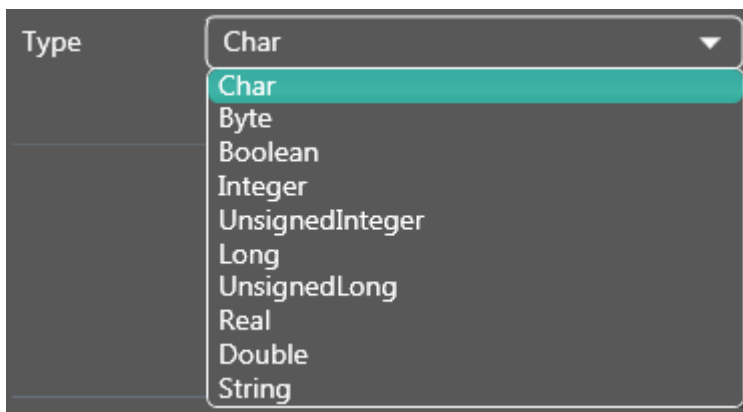 Type Char
Char
Byte
Boolean
Integer
UnsignedInteger
Long
UnsignedLong
Real
Double
String